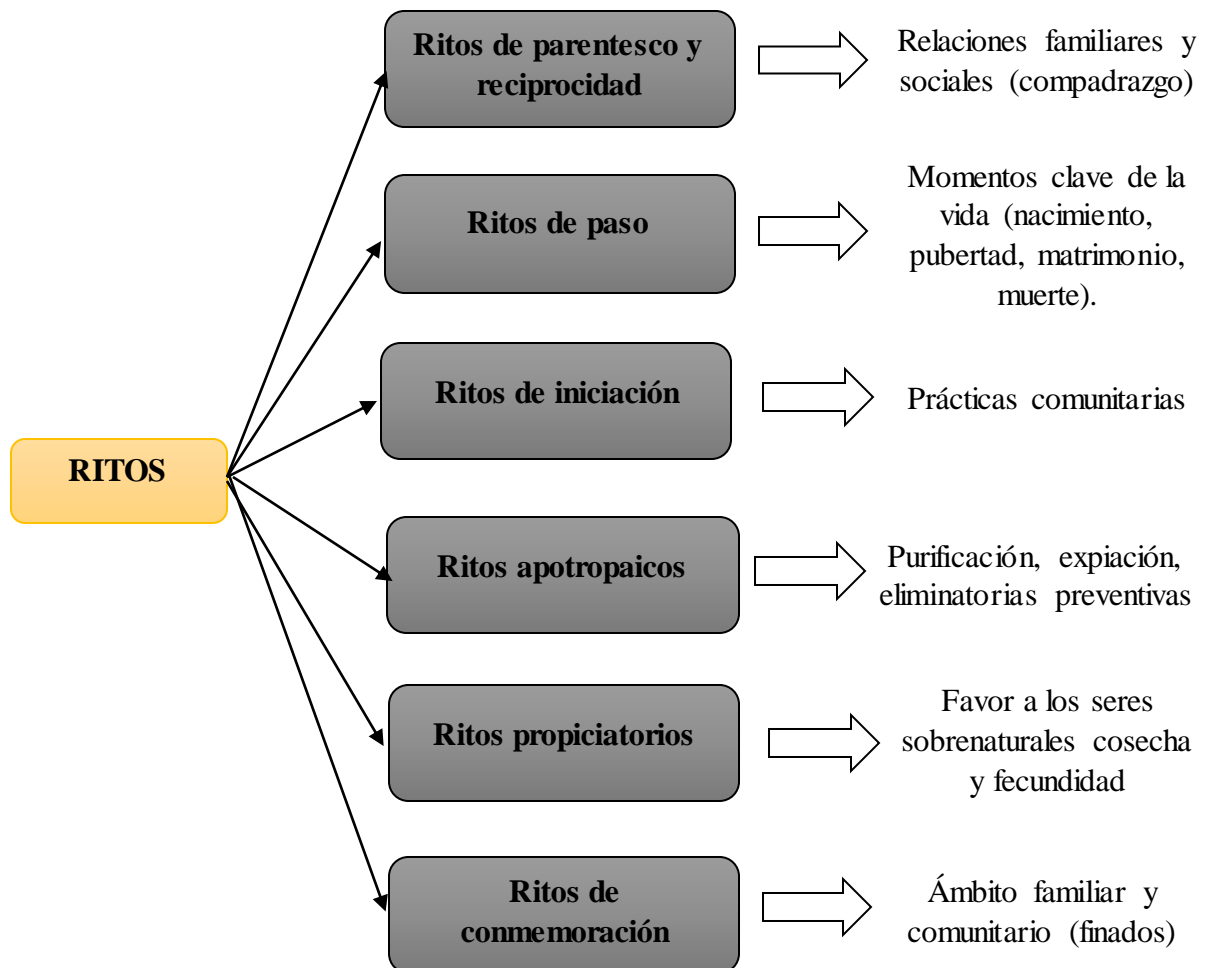 Ritos de parentesco y
reciprocidad
Relaciones familiares y
sociales (compadrazgo)
Ritos de paso
Momentos clave de la
vida (nacimiento,
pubertad, matrimonio,
muerte).
Ritos de iniciación
Prácticas comunitarias
RITOS
Ritos apotropaicos
Purificación, expiación,
eliminatorias preventivas
Ritos propiciatorios
Favor a los seres
sobrenaturales cosecha
y fecundidad
Ritos de
conmemoración
Ámbito familiar y
comunitario (finados)